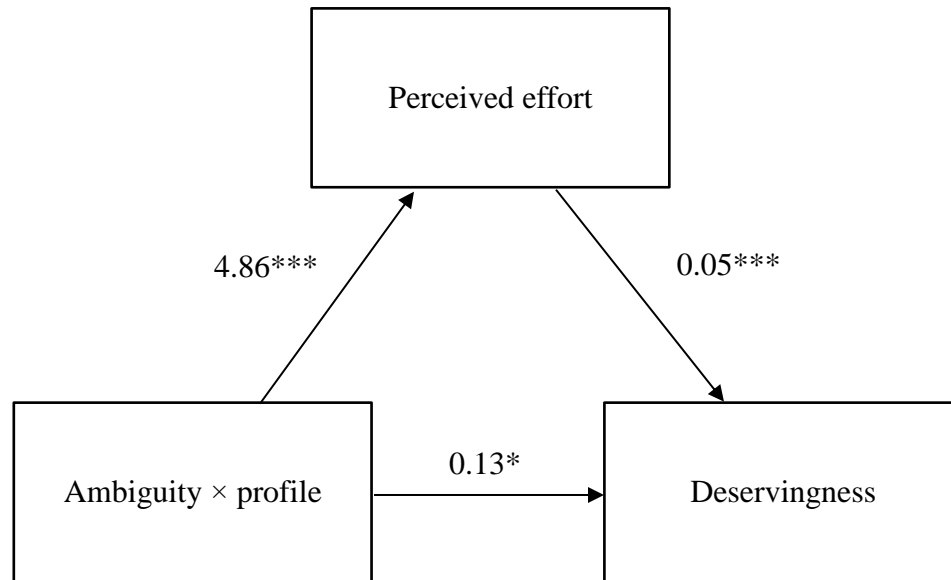 Perceived effort
4.86***
0.05***
0.13*
Ambiguity × profile
Deservingness